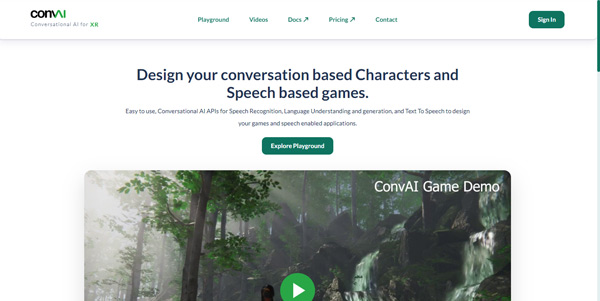 convAI
Conversational AI for XR
Playground
Videos
Docs ↗
Pricing ↗
Contact
Sign In
Design your conversation based Characters and
Speech based games.
Easy to use, Conversational AI APIs for Speech Recognition, Language Understanding and generation, and Text To Speech to design
your games and speech enabled applications.
Explore Playground
ConvAI Game Demo